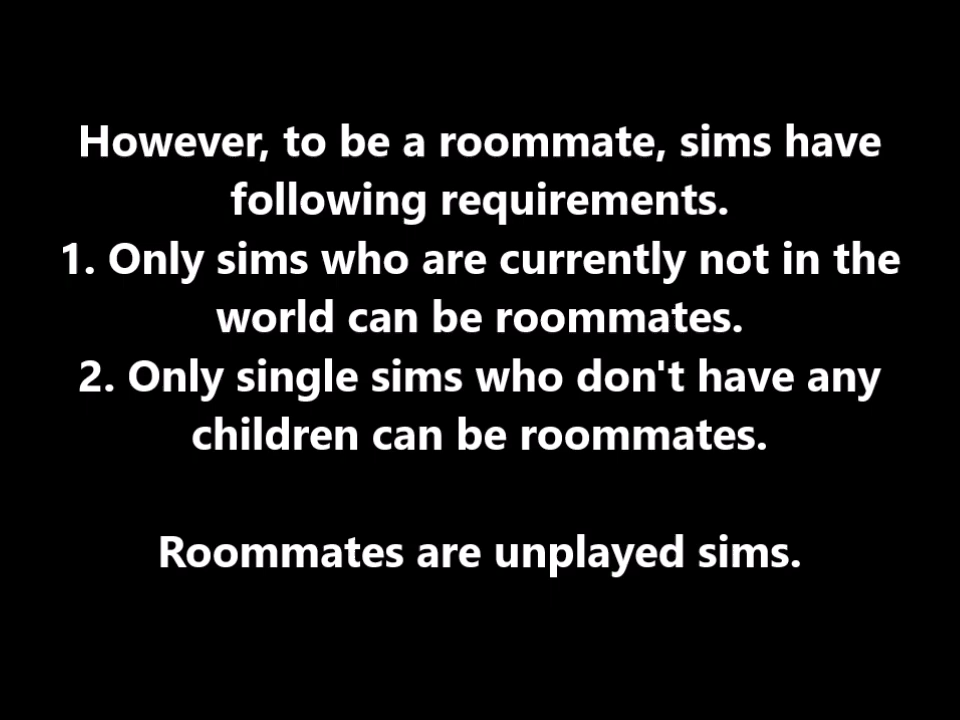 However, to be a roommate, sims have
following requirements.
1. Only sims who are currently not in the
world can be roommates.
2. Only single sims who don't have any
children can be roommates.
Roommates are unplayed sims.